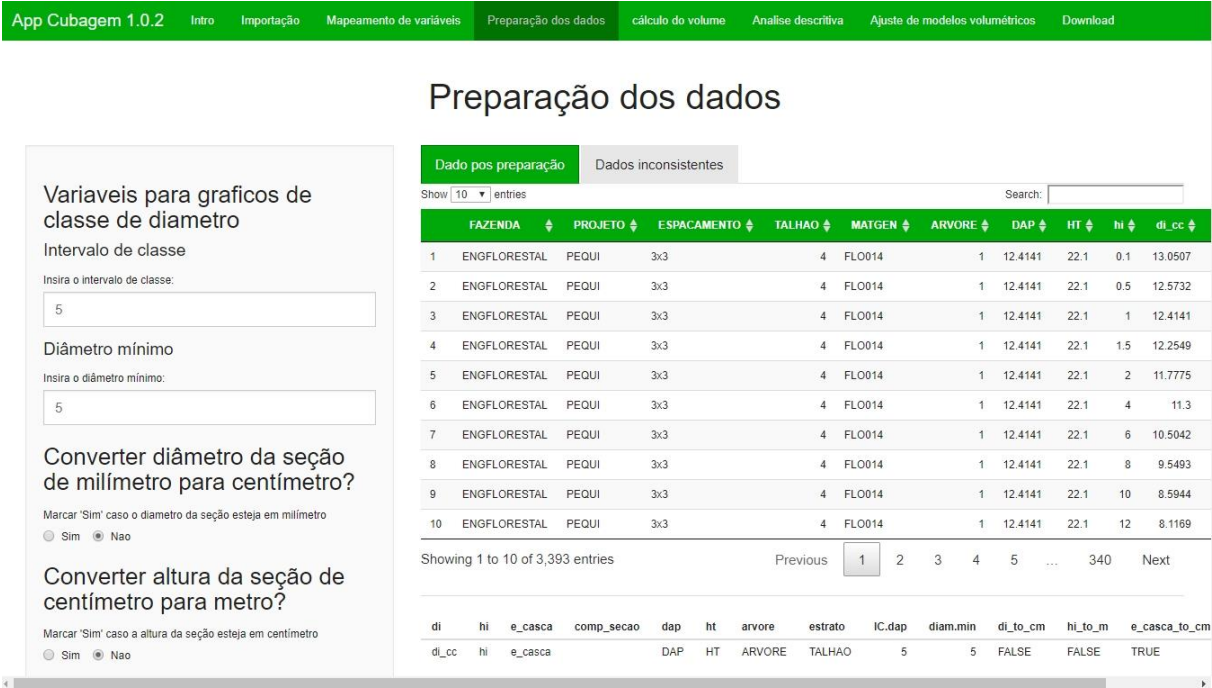 App Cubagem 1.0.2 Intro Importação Mapeamento de variáveis Preparação dos dados cálculo do volume Analise descritiva Ajuste de modelos volumétricos Download
Preparação dos dados
Variaveis para graficos de
classe de diametro
Intervalo de classe
Insira o intervalo de classe:
5
Diâmetro mínimo
Insira o diâmetro mínimo:
5
Converter diâmetro da seção
de milímetro para centímetro?
Marcar 'Sim' caso o diametro da seção esteja em milímetro
Sim Nao
Converter altura da seção de
centímetro para metro?
Marcar 'Sim' caso a altura da seção esteja em centímetro
Sim Nao
Dado pos preparação Dados inconsistentes
Show 10 entries Search:
FAZENDA PROJETO ESPACAMENTO TALHAO MATGEN ARVORE DAP HT hi di_cc
1 ENGFLORESTAL PEQUI 3x3 4 FLO014 1 12.4141 22.1 0.1 13.0507
2 ENGFLORESTAL PEQUI 3x3 4 FLO014 1 12.4141 22.1 0.5 12.5732
3 ENGFLORESTAL PEQUI 3x3 4 FLO014 1 12.4141 22.1 1 12.4141
4 ENGFLORESTAL PEQUI 3x3 4 FLO014 1 12.4141 22.1 1.5 12.2549
5 ENGFLORESTAL PEQUI 3x3 4 FLO014 1 12.4141 22.1 2 11.7775
6 ENGFLORESTAL PEQUI 3x3 4 FLO014 1 12.4141 22.1 4 11.3
7 ENGFLORESTAL PEQUI 3x3 4 FLO014 1 12.4141 22.1 6 10.5042
8 ENGFLORESTAL PEQUI 3x3 4 FLO014 1 12.4141 22.1 8 9.5493
9 ENGFLORESTAL PEQUI 3x3 4 FLO014 1 12.4141 22.1 10 8.5944
10 ENGFLORESTAL PEQUI 3x3 4 FLO014 1 12.4141 22.1 12 8.1169
Showing 1 to 10 of 3,393 entries Previous 1 2 3 4 5 ... 340 Next
di hi e_casca comp_secao dap ht arvore estrato IC.dap diam.min di_to_cm hi_to_m e_casca_to_cm
di_cc hi e_casca DAP HT ARVORE TALHAO 5 5 FALSE FALSE TRUE